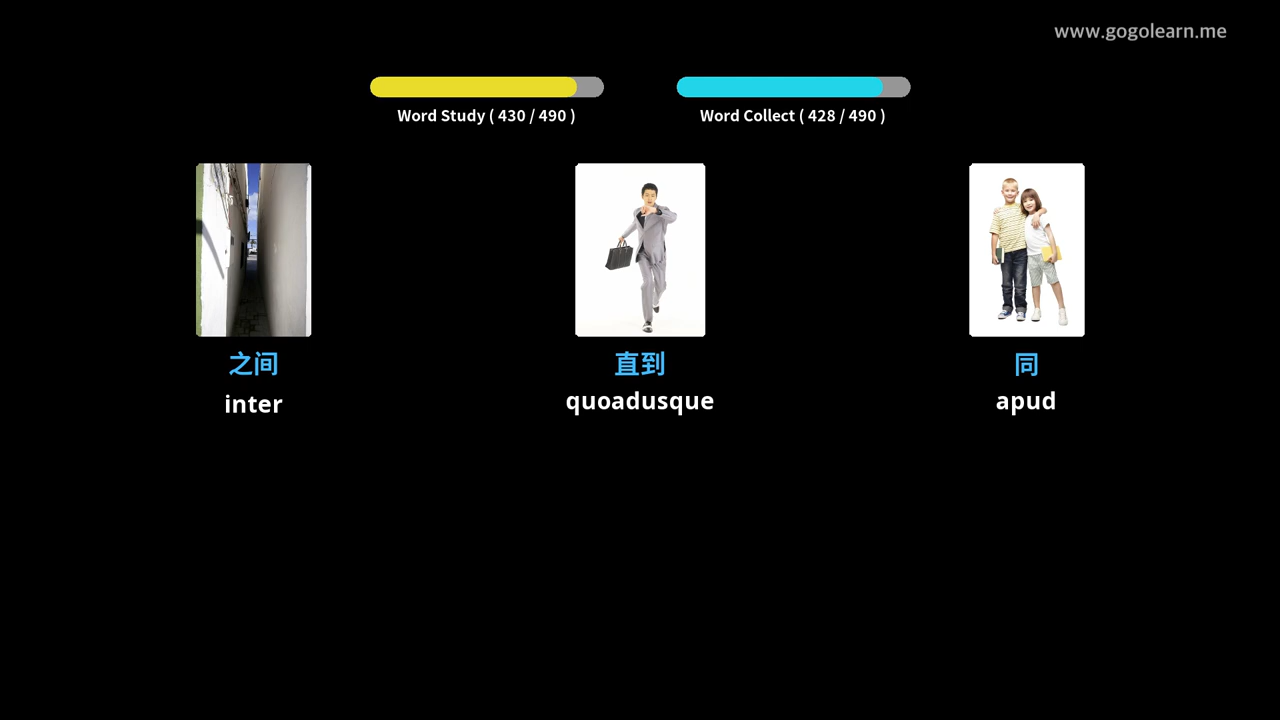 www.gogolearn.me
Word Study ( 430 / 490 )
Word Collect ( 428 / 490 )
之间
直到
同
inter
quoadusque
apud